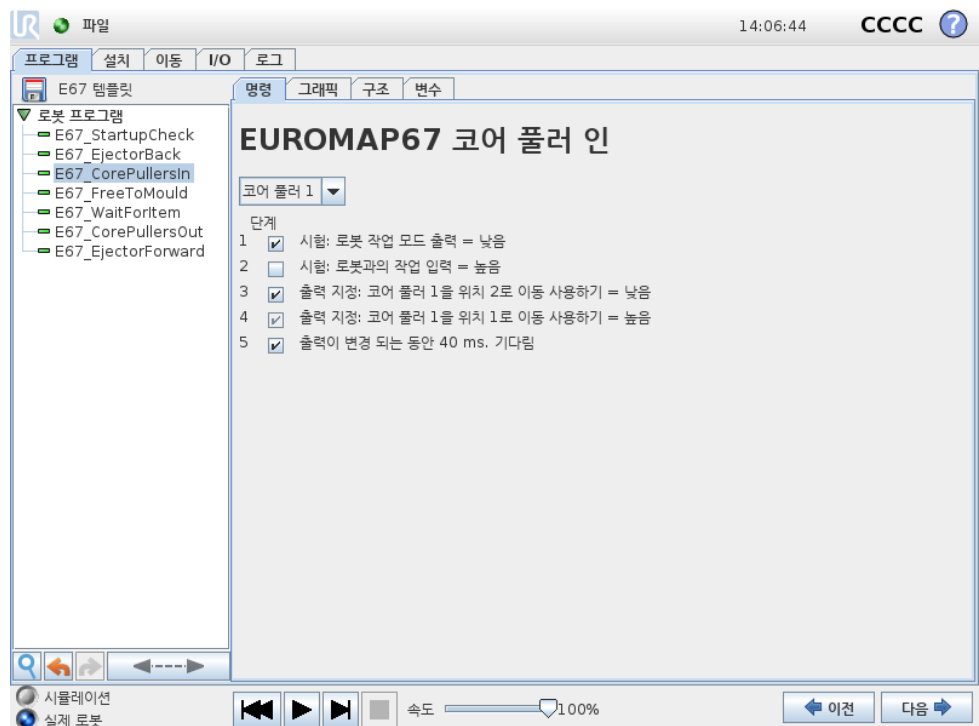 UR 파일 14:06:44 CCCC ?
프로그램 설치 이동 I/O 로그
E67 템플릿
명령 그래픽 구조 변수
로봇 프로그램
E67_StartupCheck
E67_EjectorBack
E67_CorePullersIn
E67_FreeToMould
E67_WaitForItem
E67_CorePullersOut
E67_EjectorForward
EUROMAP67 코어 풀러 인
코어 풀러 1
단계
1 시험: 로봇 작업 모드 출력 = 낮음
2 시험: 로봇과의 작업 입력 = 높음
3 출력 지정: 코어 풀러 1을 위치 2로 이동 사용하기 = 낮음
4 출력 지정: 코어 풀러 1을 위치 1로 이동 사용하기 = 높음
5 출력이 변경 되는 동안 40 ms. 기다림
시뮬레이션
실제 로봇
속도 100%
이전 다음